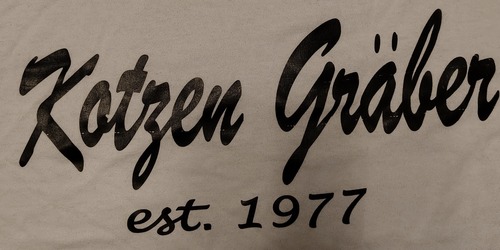 Kotzen Gräber
est. 1977